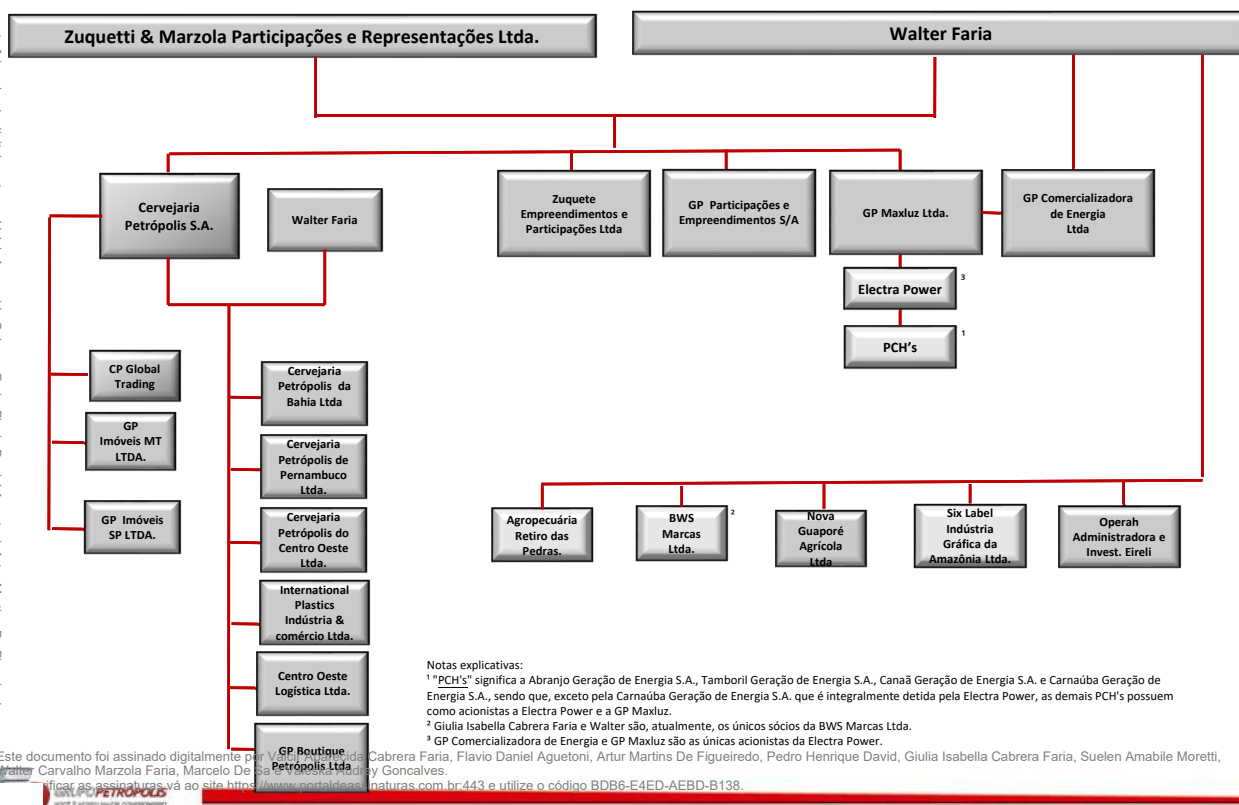 Zuquetti & Marzola Participações e Representações Ltda.
Walter Faria
Cervejaria
Petrópolis S.A.
Walter Faria
Zuquete
Empreendimentos e
Participações Ltda
GP Participações e
Empreendimentos S/A
GP Maxluz Ltda.
GP Comercializadora
de Energia
Ltda
Electra Power
3
PCH's
1
CP Global
Trading
GP
Imóveis MT
LTDA.
GP Imóveis
SP LTDA.
Cervejaria
Petrópolis da
Bahia Ltda
Cervejaria
Petrópolis de
Pernambuco
Ltda.
Cervejaria
Petrópolis do
Centro Oeste
Ltda.
International
Plastics
Indústria &
comércio Ltda.
Centro Oeste
Logística Ltda.
GP Boutique
Petrópolis Ltda
Agropecuária
Retiro das
Pedras.
BWS
Marcas
Ltda.
2
Nova
Guaporé
Agrícola
Ltda
Six Label
Indústria
Gráfica da
Amazônia Ltda.
Operah
Administradora e
Invest. Eireli
Notas explicativas:
¹ "PCH's" significa a Abranjo Geração de Energia S.A., Tamboril Geração de Energia S.A., Canaã Geração de Energia S.A. e Carnaúba Geração de
Energia S.A., sendo que, exceto pela Carnaúba Geração de Energia S.A. que é integralmente detida pela Electra Power, as demais PCH's possuem
como acionistas a Electra Power e a GP Maxluz.
² Giulia Isabella Cabrera Faria e Walter são, atualmente, os únicos sócios da BWS Marcas Ltda.
³ GP Comercializadora de Energia e GP Maxluz são as únicas acionistas da Electra Power.
Este documento foi assinado digitalmente por Cabrera Faria, Flavio Daniel Aguetoni, Artur Martins De Figueiredo, Pedro Henrique David, Giulia Isabella Cabrera Faria, Suelen Amabile Moretti,
Walter Carvalho Marzola Faria, Marcelo De Goncalves.
as assinaturas vá ao site https://www.portaldeassinaturas.com.br:443 e utilize o código BDB6-E4ED-AEBD-B138.
GRUPO PETRÓPOLIS